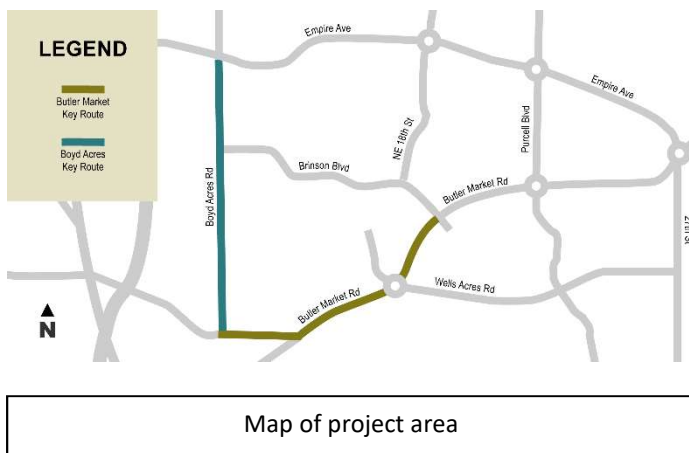 LEGEND
Butler Market
Key Route
Boyd Acres
Key Route
Empire Ave
Empire Ave
NE 18th St
Purcell Blvd
Brinson Blvd
Butler Market Rd
Boyd Acres Rd
Wells Acres Rd
Butler Market Rd
N
Map of project area